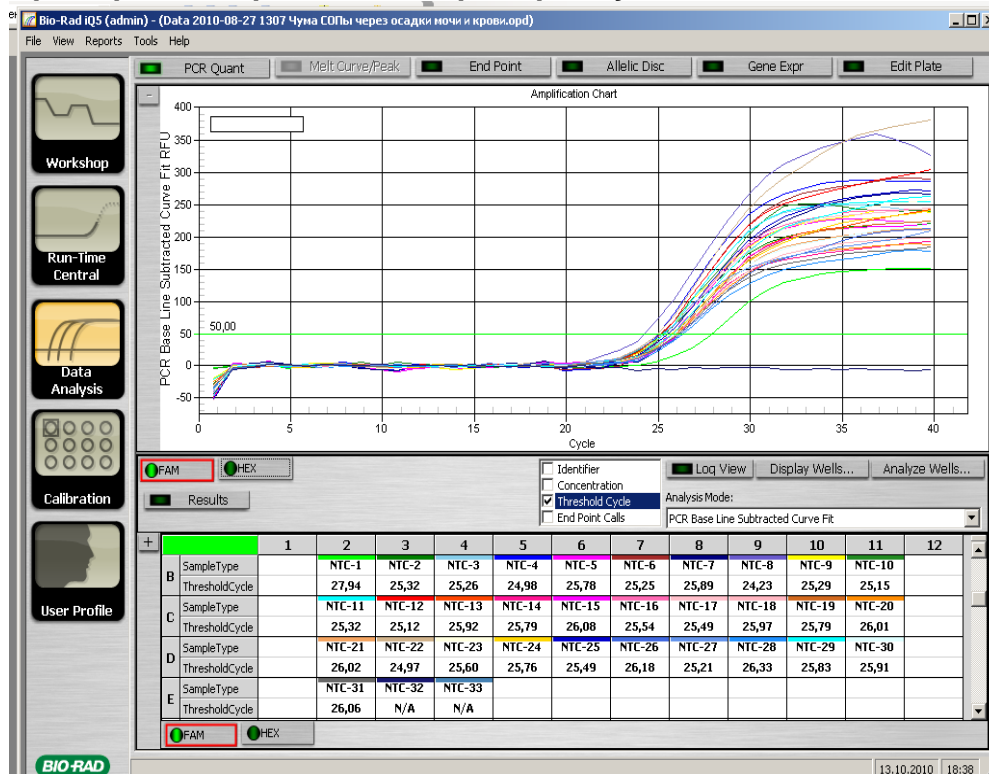 Bio-Rad iQ5 (admin) - (Data 2010-08-27 1307 Чума СОПы через осадки мочи и крови.opd)
File View Reports Tools Help
PCR Quant Melt Curve/Peak End Point Allelic Disc Gene Expr Edit Plate
Workshop
Run-Time
Central
Data
Analysis
Calibration
User Profile
BIO-RAD
Amplification Chart
PCR Base Line Subtracted Curve Fit RFU
400
350
300
250
200
150
100
50
0
-50
50,00
0 5 10 15 20 25 30 35 40
Cycle
FAM HEX
Results
Identifier
Concentration
Threshold Cycle
End Point Calls
Log View Display Wells... Analyze Wells...
Analysis Mode:
PCR Base Line Subtracted Curve Fit
+ 1 2 3 4 5 6 7 8 9 10 11 12
B
SampleType NTC-1 NTC-2 NTC-3 NTC-4 NTC-5 NTC-6 NTC-7 NTC-8 NTC-9 NTC-10
ThresholdCycle 27,94 25,32 25,26 24,98 25,78 25,25 25,89 24,23 25,29 25,15
C
SampleType NTC-11 NTC-12 NTC-13 NTC-14 NTC-15 NTC-16 NTC-17 NTC-18 NTC-19 NTC-20
ThresholdCycle 25,32 25,12 25,92 25,79 26,08 25,54 25,49 25,97 25,79 26,01
D
SampleType NTC-21 NTC-22 NTC-23 NTC-24 NTC-25 NTC-26 NTC-27 NTC-28 NTC-29 NTC-30
ThresholdCycle 26,02 24,97 25,60 25,76 25,49 26,18 25,21 26,33 25,83 25,91
E
SampleType NTC-31 NTC-32 NTC-33
ThresholdCycle 26,06 N/A N/A
FAM HEX
13.10.2010 18:38